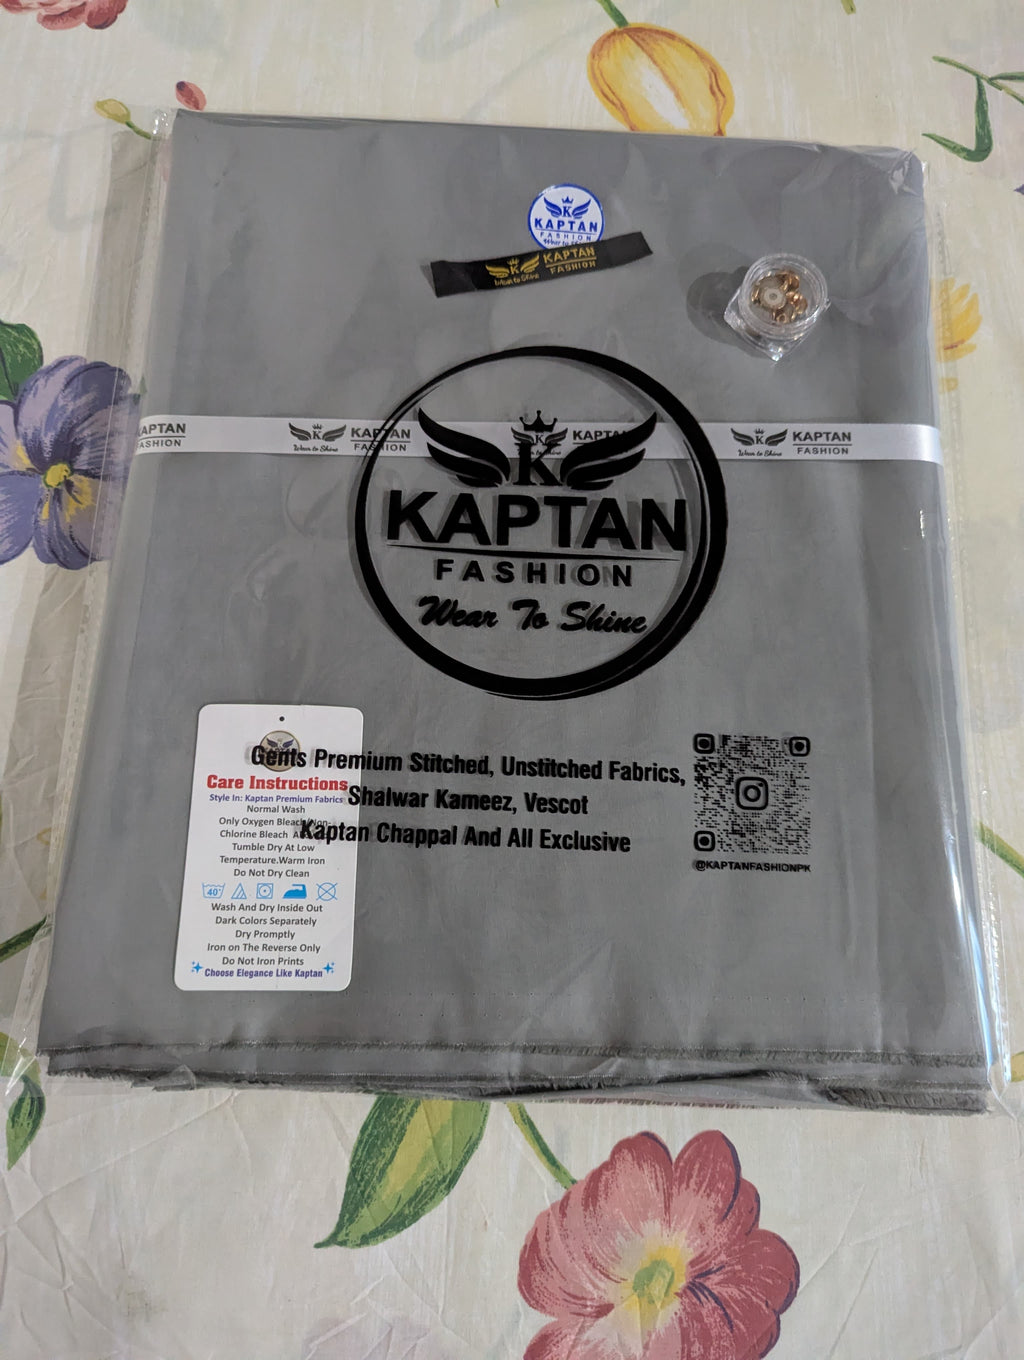 K
KAPTAN
FASHION
Wear to
K
Wear to Shine
KAPTAN
FASHION
KAPTAN
FASHION
K
Wear to Shine
KAPTAN
FASHION
K
KAPTAN
K
Wear to Shine
KAPTAN
FASHION
K
KAPTAN
FASHION
Wear To Shine
Gents Premium Stitched, Unstitched Fabrics,
Shalwar Kameez, Vescot
Kaptan Chappal And All Exclusive
@KAPTANFASHIONPK
Care Instructions
Style In: Kaptan Premium Fabrics
Normal Wash
Only Oxygen Bleach/Non-
Chlorine Bleach
Tumble Dry At Low
Temperature.Warm Iron
Do Not Dry Clean
40°
Wash And Dry Inside Out
Dark Colors Separately
Dry Promptly
Iron on The Reverse Only
Do Not Iron Prints
Choose Elegance Like Kaptan